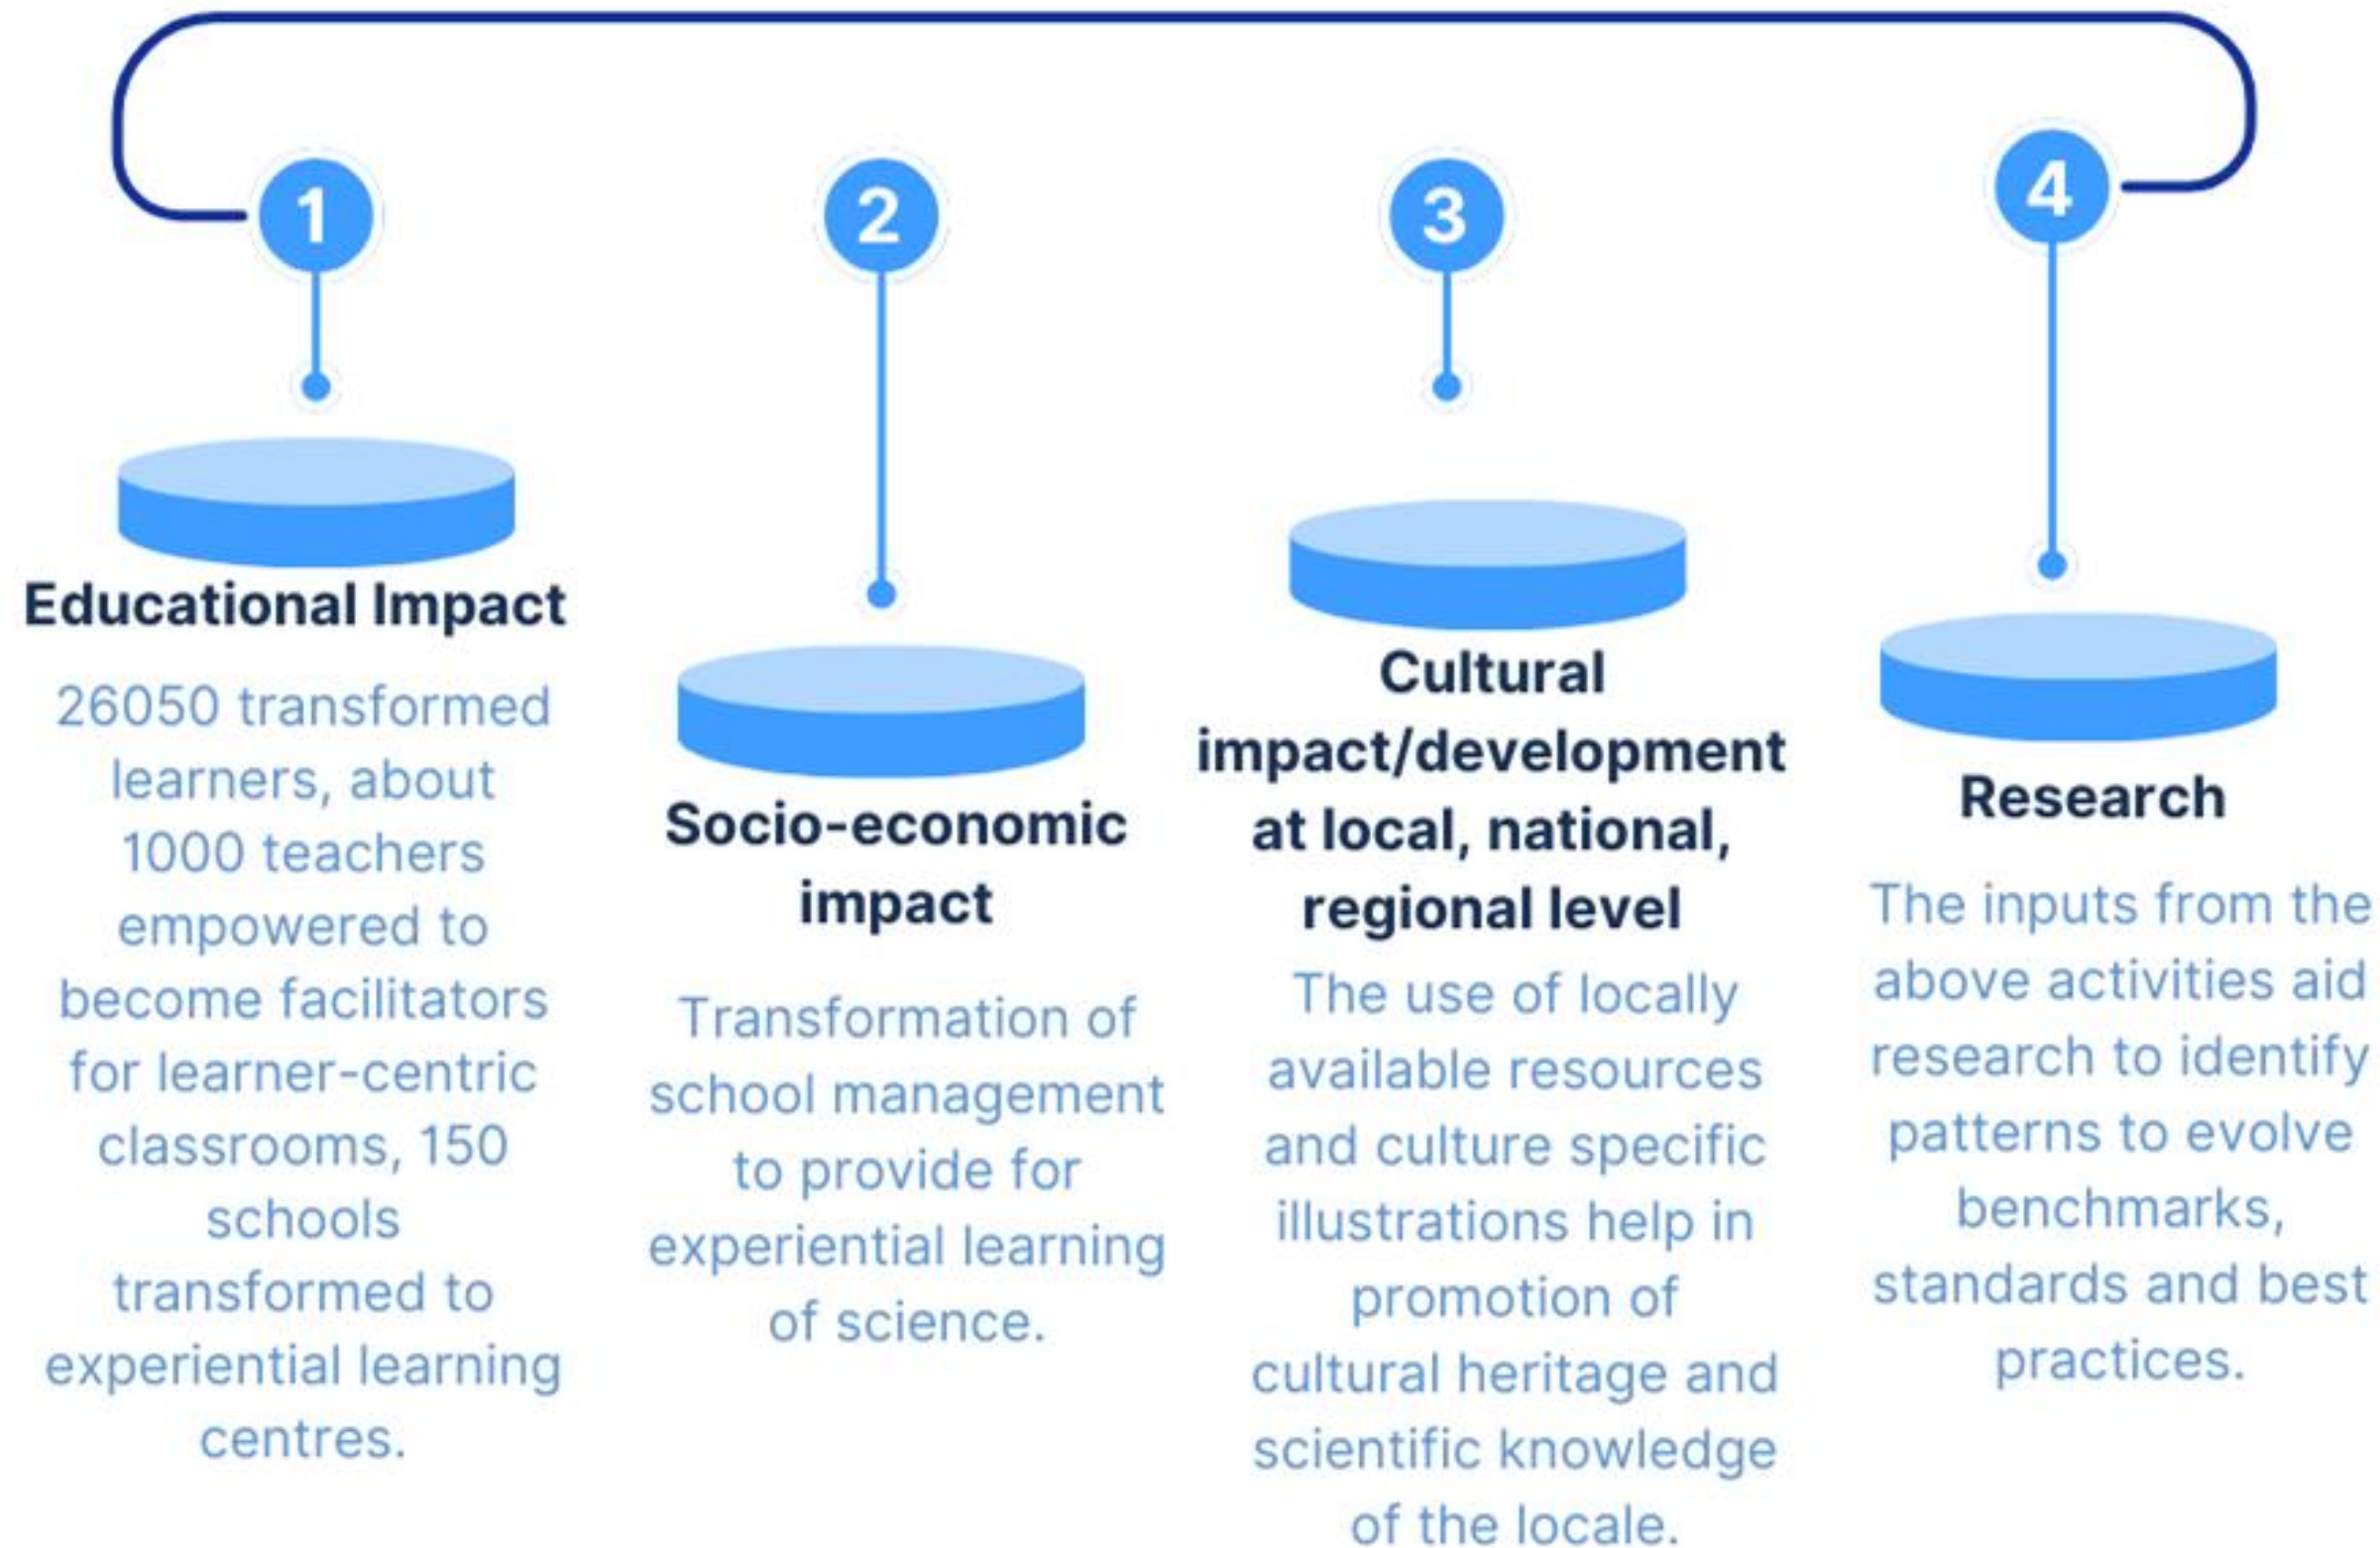 1
Educational Impact
26050 transformed
learners, about
1000 teachers
empowered to
become facilitators
for learner-centric
classrooms, 150
schools
transformed to
experiential learning
centres.
2
Socio-economic
impact
Transformation of
school management
to provide for
experiential learning
of science.
3
Cultural
impact/development
at local, national,
regional level
The use of locally
available resources
and culture specific
illustrations help in
promotion of
cultural heritage and
scientific knowledge
of the locale.
4
Research
The inputs from the
above activities aid
research to identify
patterns to evolve
benchmarks,
standards and best
practices.